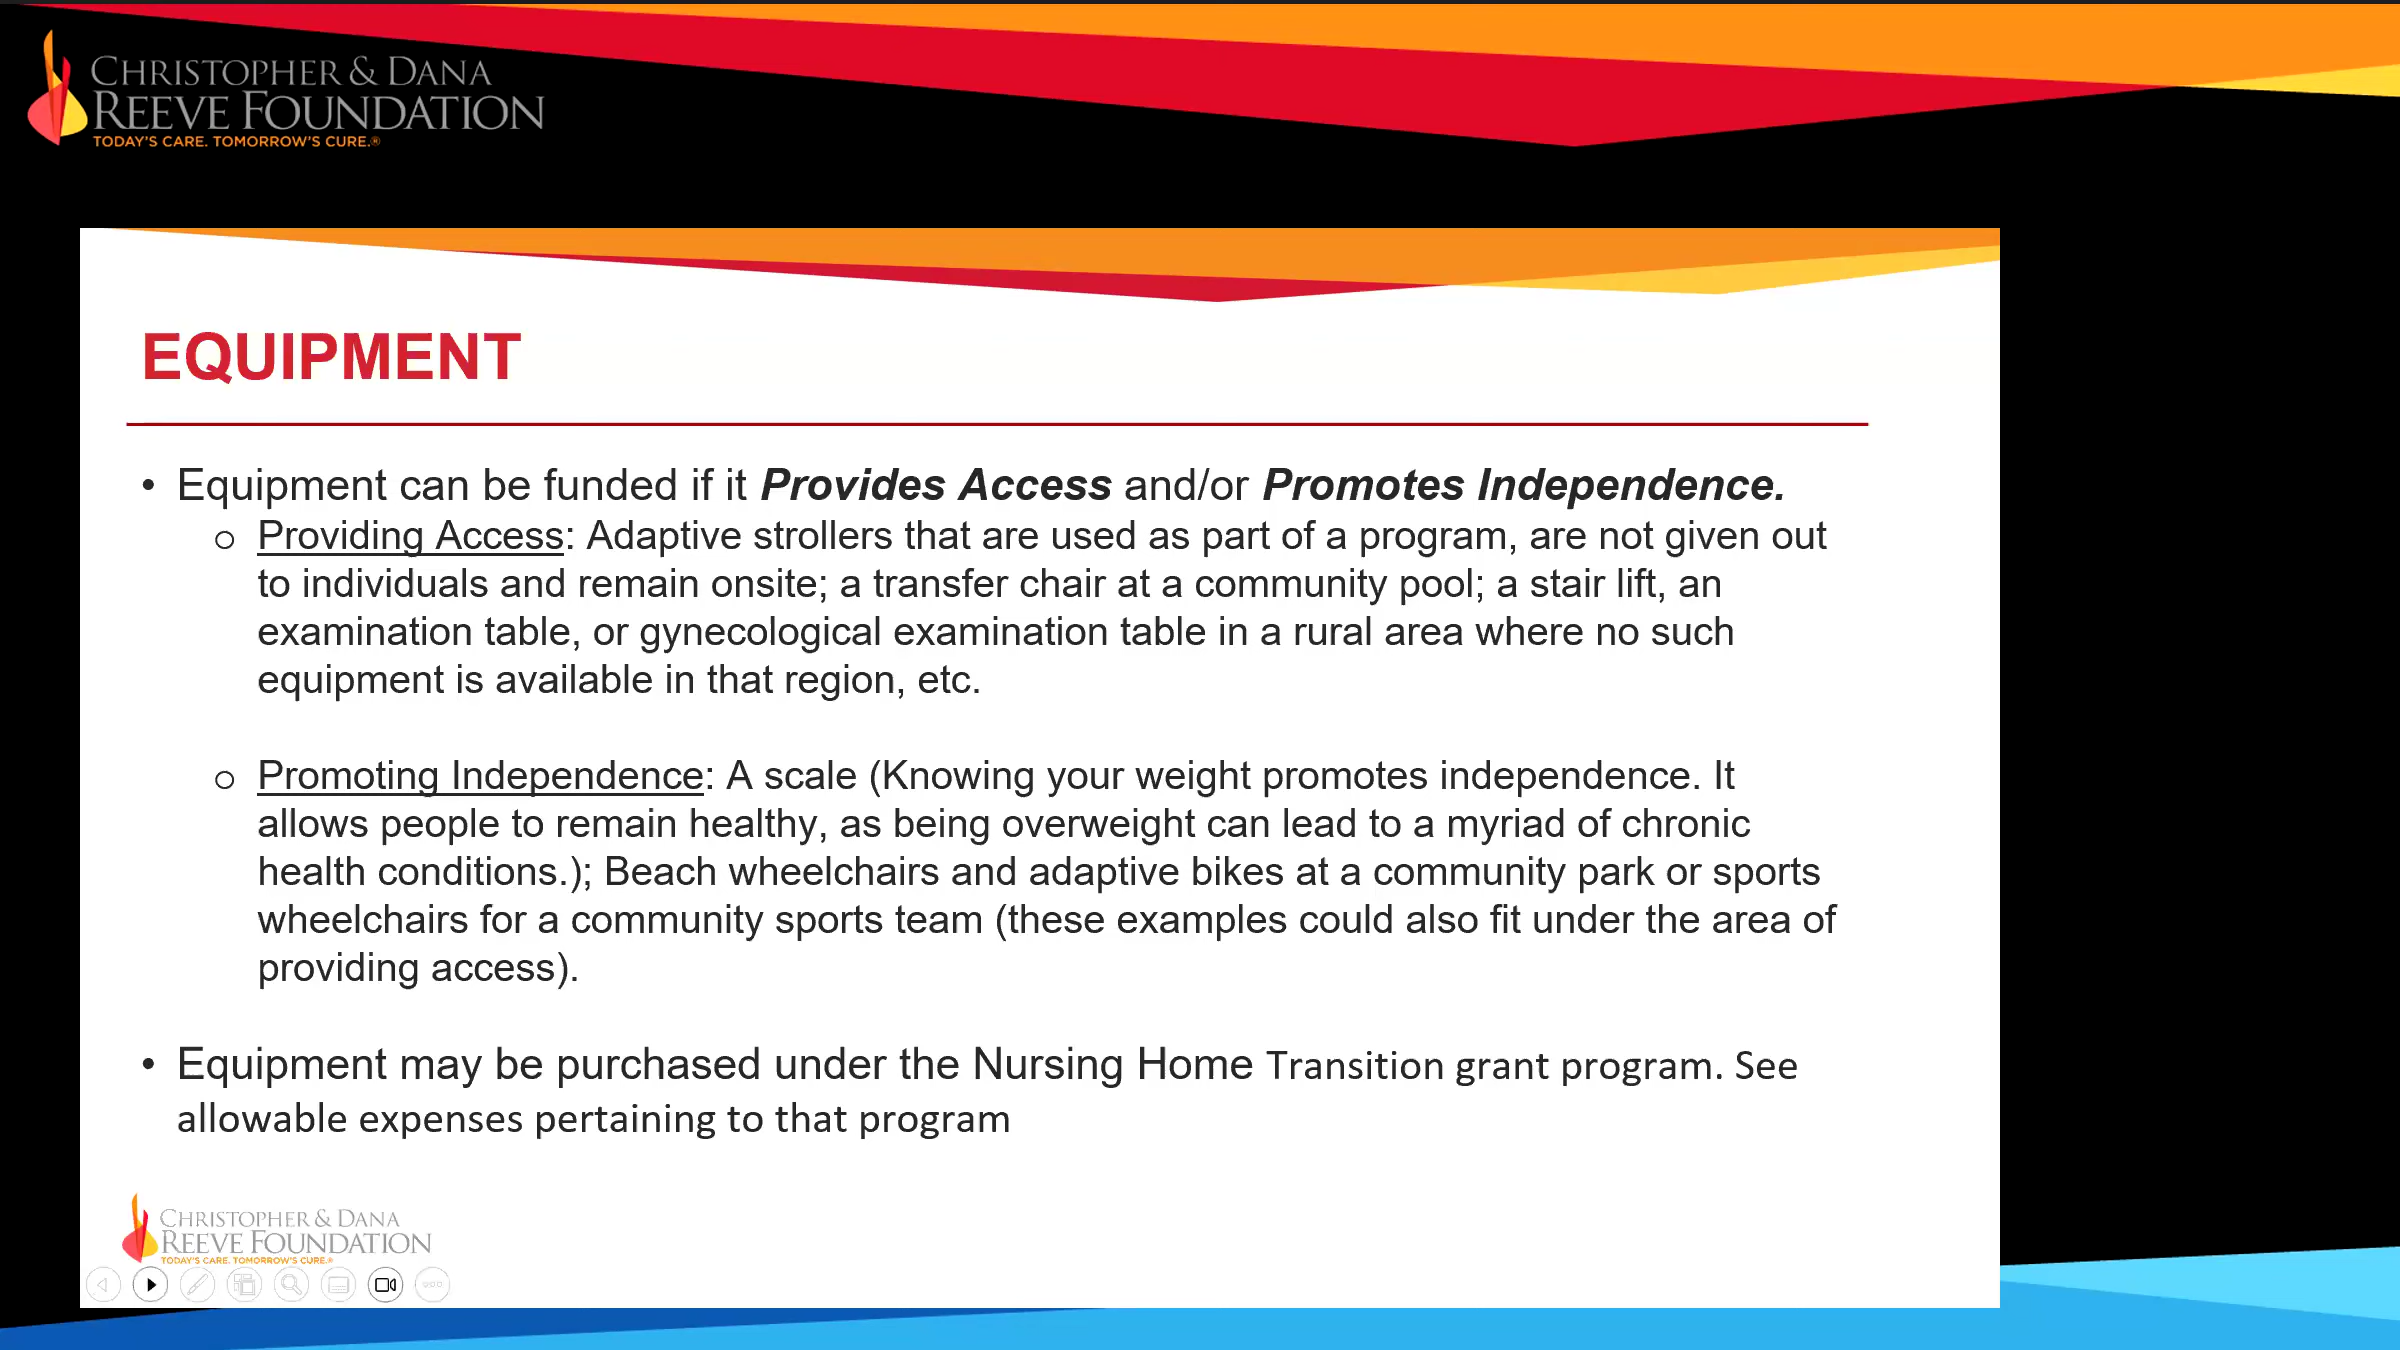 CHRISTOPHER & DANA
REEVE FOUNDATION
TODAY'S CARE. TOMORROW'S CURE.®
EQUIPMENT
• Equipment can be funded if it Provides Access and/or Promotes Independence.
o Providing Access: Adaptive strollers that are used as part of a program, are not given out
to individuals and remain onsite; a transfer chair at a community pool; a stair lift, an
examination table, or gynecological examination table in a rural area where no such
equipment is available in that region, etc.
o Promoting Independence: A scale (Knowing your weight promotes independence. It
allows people to remain healthy, as being overweight can lead to a myriad of chronic
health conditions.); Beach wheelchairs and adaptive bikes at a community park or sports
wheelchairs for a community sports team (these examples could also fit under the area of
providing access).
• Equipment may be purchased under the Nursing Home Transition grant program. See
allowable expenses pertaining to that program
CHRISTOPHER & DANA
REEVE FOUNDATION
TODAY'S CARE. TOMORROW'S CURE.®